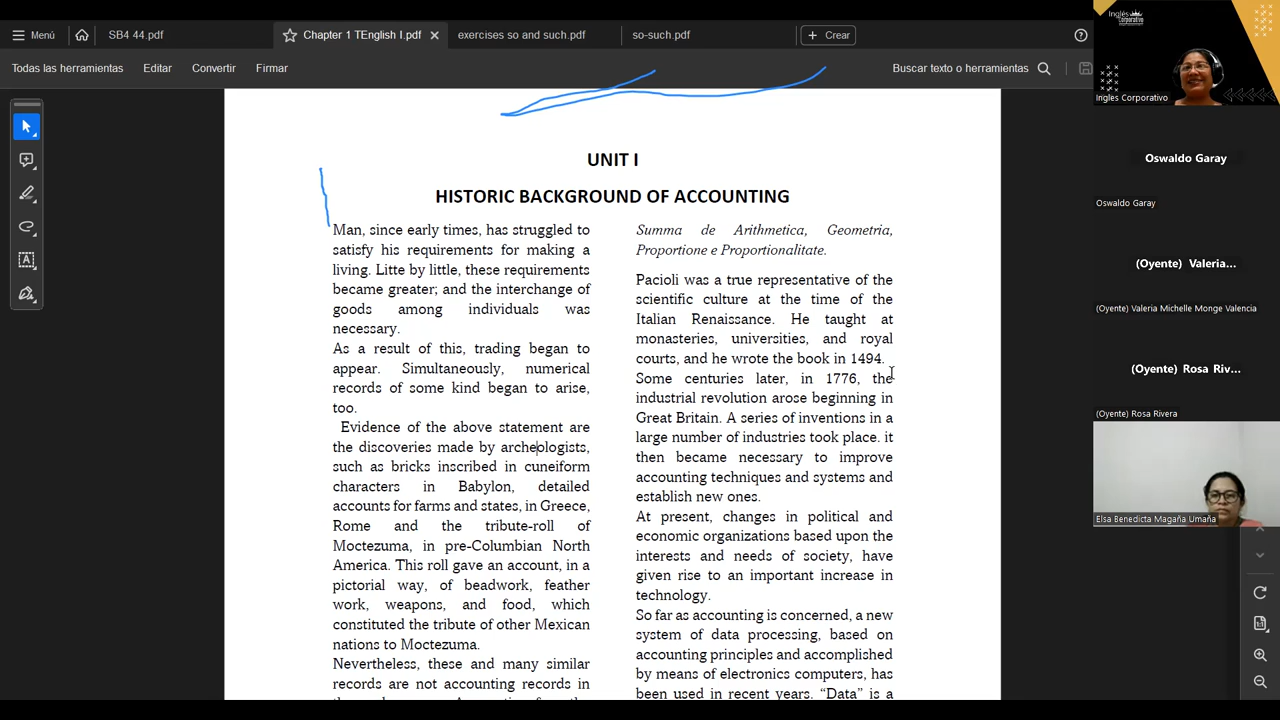 Menú
SB4 44.pdf
Chapter 1 TEnglish I.pdf
exercises so and such.pdf
so-such.pdf
Crear
Todas las herramientas
Editar
Convertir
Firmar
Buscar texto o herramientas
UNIT I
HISTORIC BACKGROUND OF ACCOUNTING
Man, since early times, has struggled to
satisfy his requirements for making a
living. Litte by little, these requirements
became greater; and the interchange of
goods among individuals was
necessary.
As a result of this, trading began to
appear. Simultaneously, numerical
records of some kind began to arise,
too.
Evidence of the above statement are
the discoveries made by archeologists,
such as bricks inscribed in cuneiform
characters in Babylon, detailed
accounts for farms and states, in Greece,
Rome and the tribute-roll of
Moctezuma, in pre-Columbian North
America. This roll gave an account, in a
pictorial way, of beadwork, feather
work, weapons, and food, which
constituted the tribute of other Mexican
nations to Moctezuma.
Nevertheless, these and many similar
records are not accounting records in
Summa de Arithmetica, Geometria,
Proportione e Proportionalitate.
Pacioli was a true representative of the
scientific culture at the time of the
Italian Renaissance. He taught at
monasteries, universities, and royal
courts, and he wrote the book in 1494.
Some centuries later, in 1776, the
industrial revolution arose beginning in
Great Britain. A series of inventions in a
large number of industries took place. it
then became necessary to improve
accounting techniques and systems and
establish new ones.
At present, changes in political and
economic organizations based upon the
interests and needs of society, have
given rise to an important increase in
technology.
So far as accounting is concerned, a new
system of data processing, based on
accounting principles and accomplished
by means of electronics computers, has
been used in recent years. “Data” is a
Inglés
Corporativo
Ingles Corporativo
Oswaldo Garay
Oswaldo Garay
(Oyente) Valeria...
(Oyente) Valeria Michelle Monge Valencia
(Oyente) Rosa Riv...
(Oyente) Rosa Rivera
Elsa Benedicta Magaña Umaña